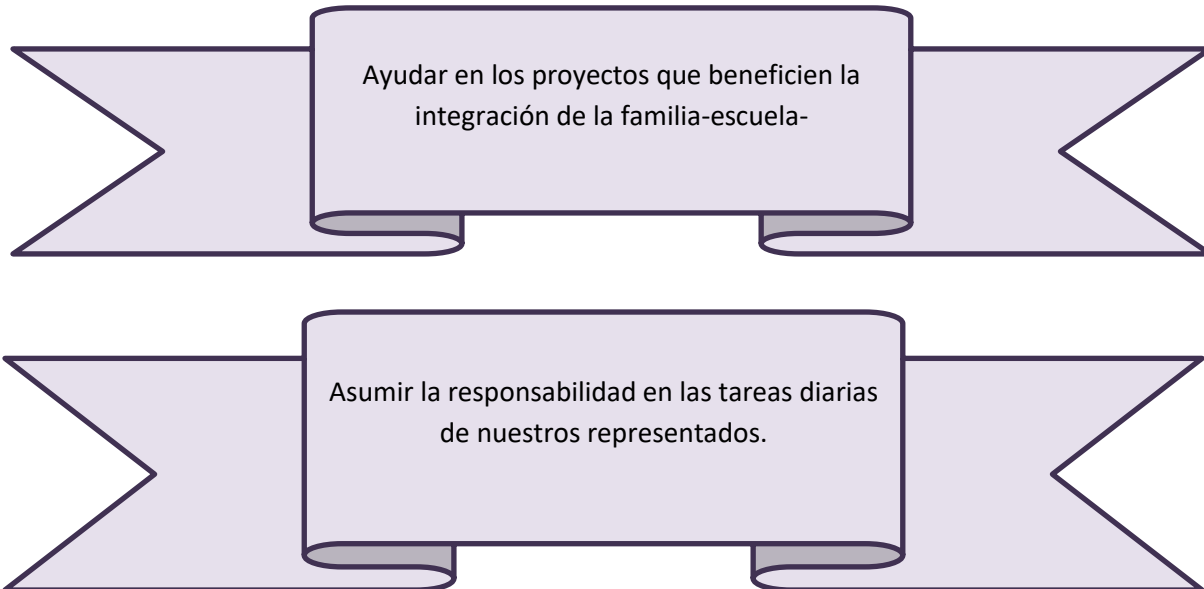 Ayudar en los proyectos que beneficien la
integración de la familia-escuela-
Asumir la responsabilidad en las tareas diarias
de nuestros representados.